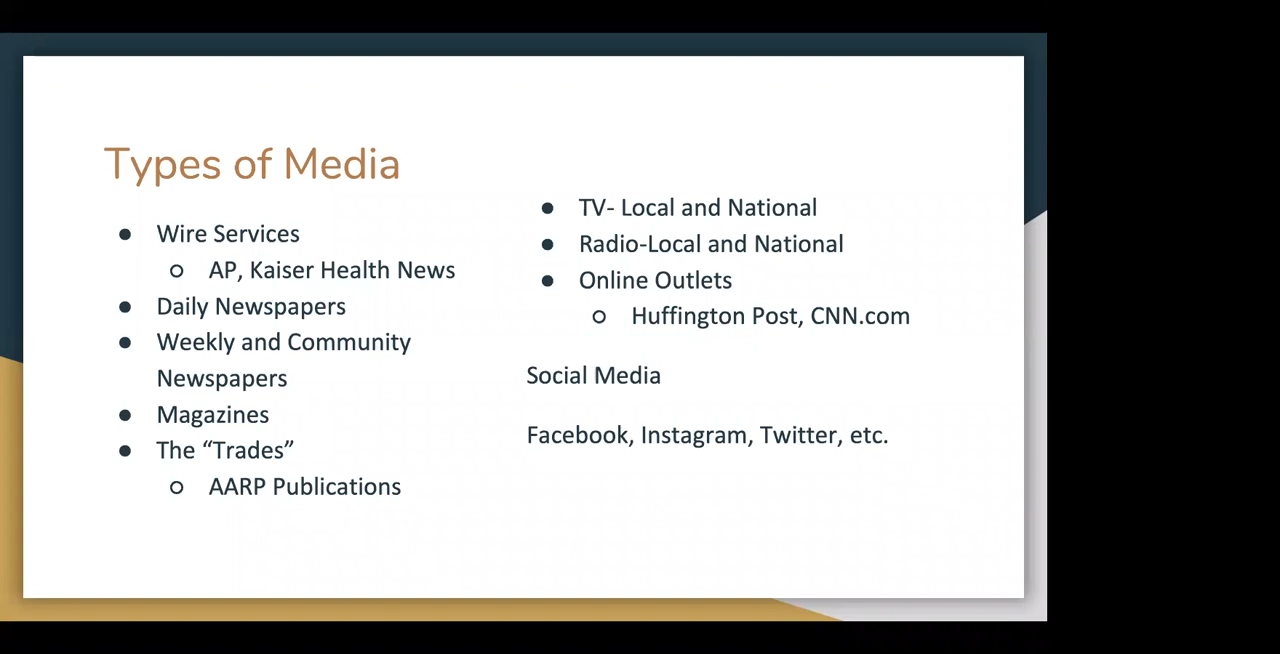 Types of Media
● Wire Services
○ AP, Kaiser Health News
● Daily Newspapers
● Weekly and Community
Newspapers
● Magazines
● The “Trades”
○ AARP Publications
● TV- Local and National
● Radio-Local and National
● Online Outlets
○ Huffington Post, CNN.com
Social Media
Facebook, Instagram, Twitter, etc.